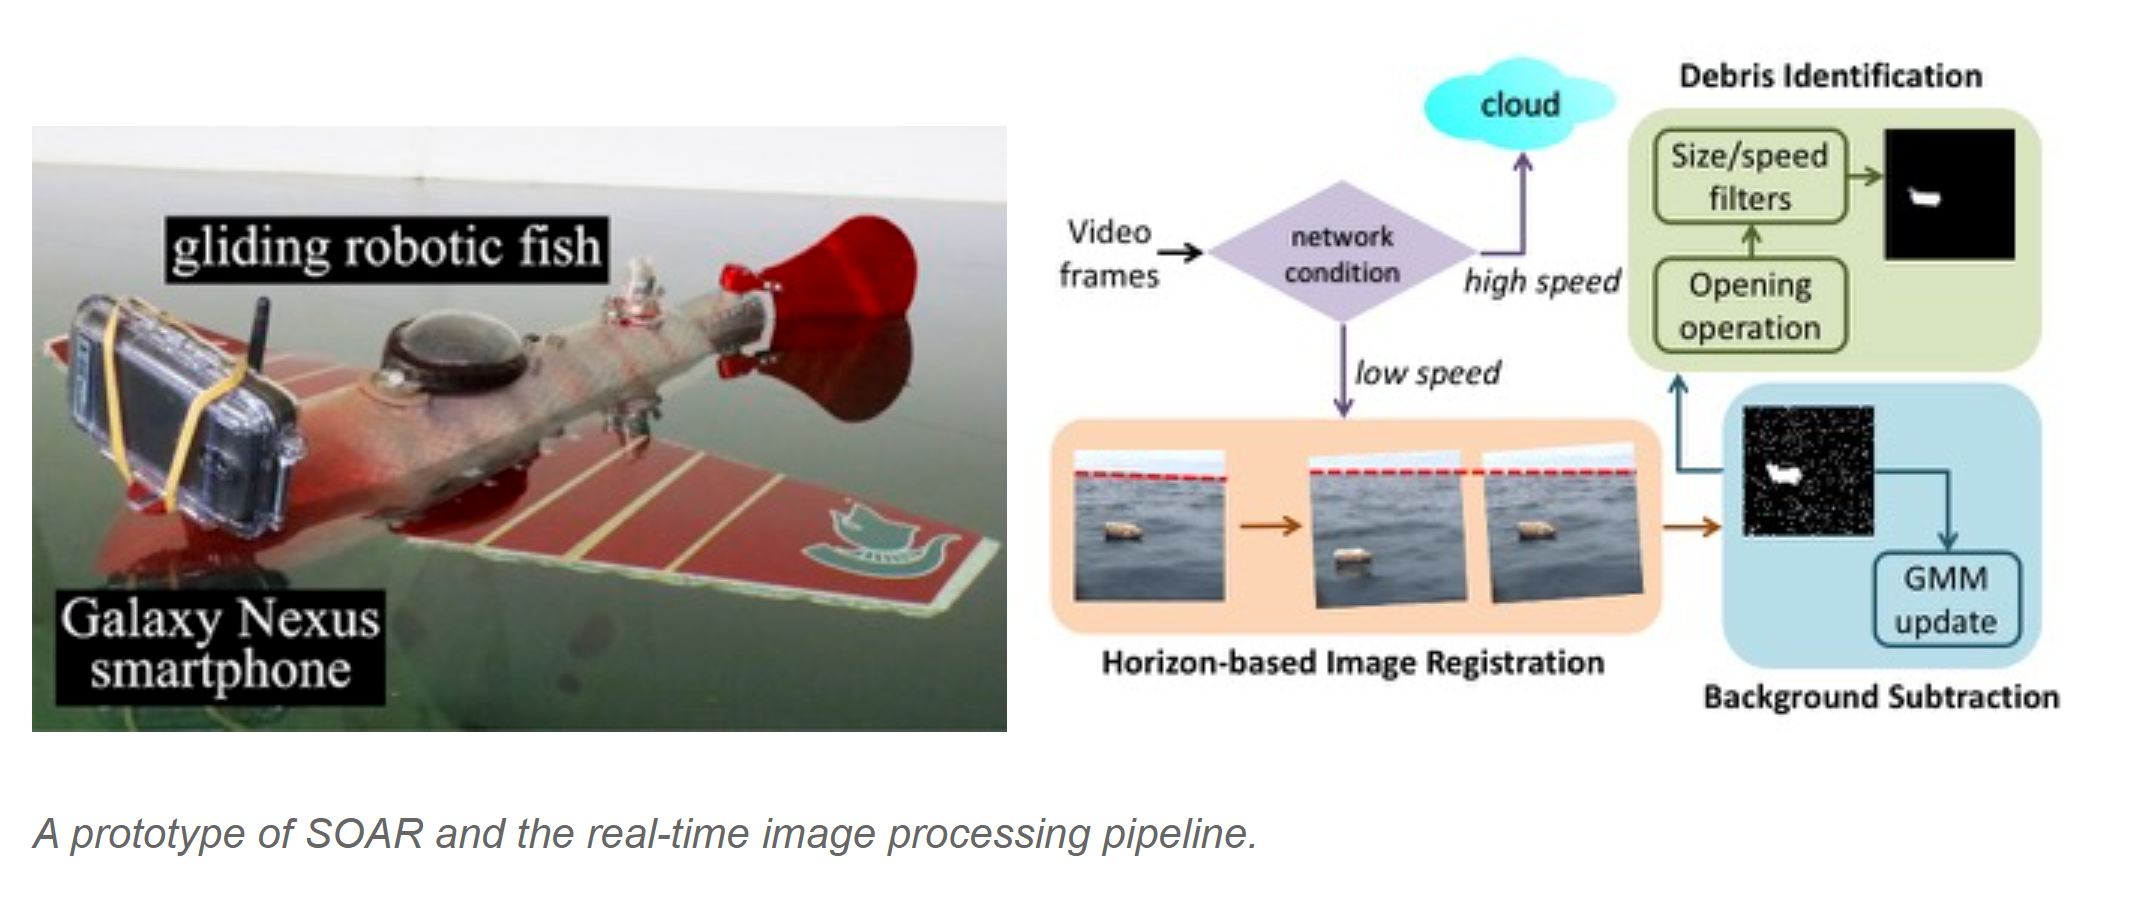 gliding robotic fish
Galaxy Nexus
smartphone
cloud
Video
frames
network
condition
high speed
low speed
Debris Identification
Size/speed
filters
Opening
operation
Horizon-based Image Registration
GMM
update
Background Subtraction
A prototype of SOAR and the real-time image processing pipeline.